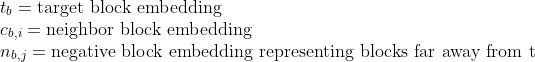 t_b = target block embedding
c_{b,i} = neighbor block embedding
n_{b,j} = negative block embedding representing blocks far away from t